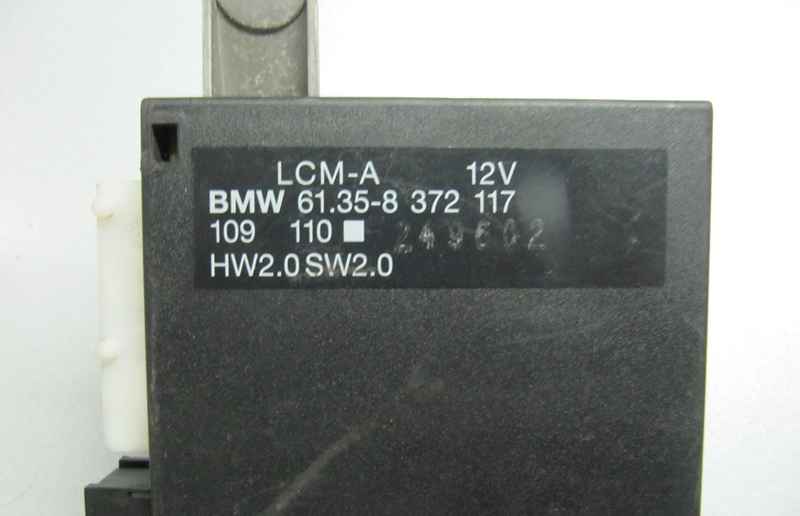 LCM-A 12V
BMW 61.35-8 372 117
109 110 ■ 249602
HW2.0 SW2.0